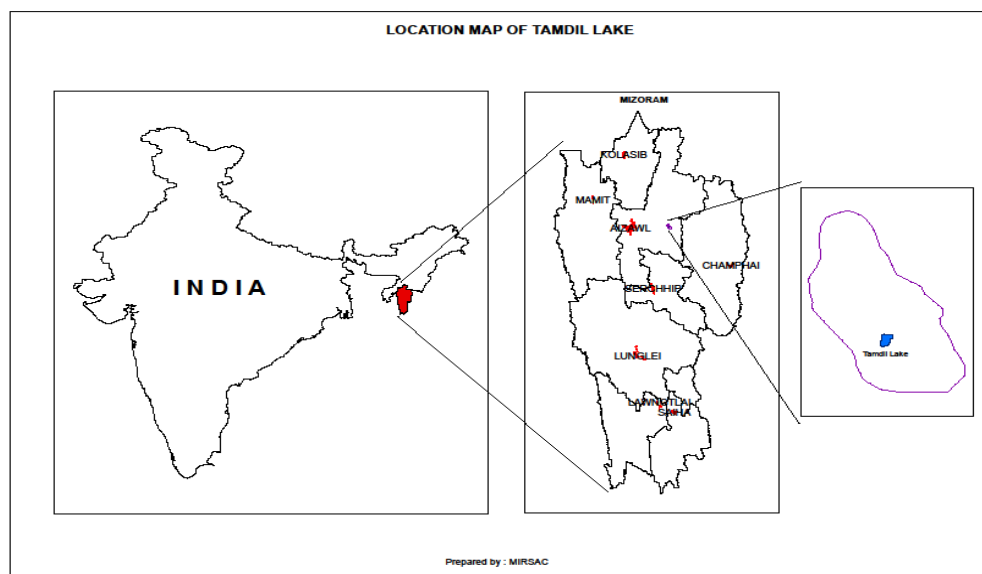 LOCATION MAP OF TAMDIL LAKE
INDIA
MIZORAM
KOLASIB
MAMIT
AIZAWL
CHAMPHAI
SERCHHIP
LUNGLEI
LAWNGTLAI
SAIHA
Tamdil Lake
Prepared by : MIRSAC